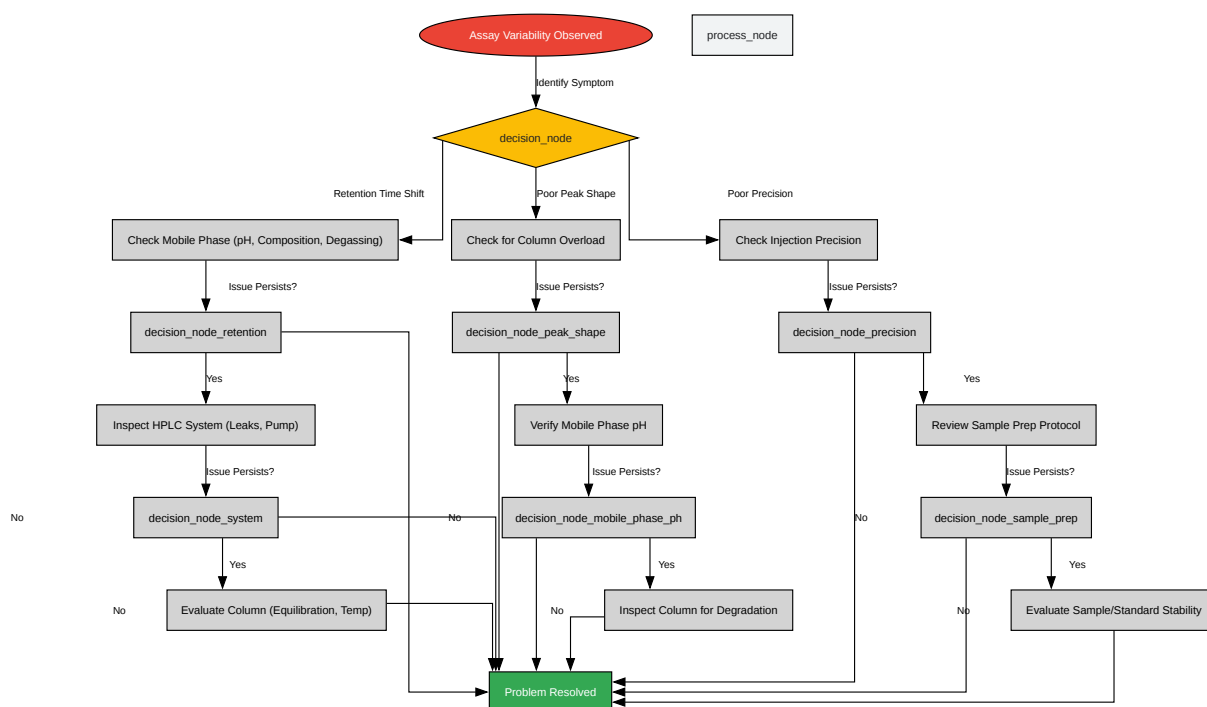 Assay Variability Observed
process_node
Identify Symptom
decision_node
Retention Time Shift
Poor Peak Shape
Poor Precision
Check Mobile Phase (pH, Composition, Degassing)
Check for Column Overload
Check Injection Precision
Issue Persists?
Issue Persists?
Issue Persists?
decision_node_retention
decision_node_peak_shape
decision_node_precision
Yes
Yes
Yes
Inspect HPLC System (Leaks, Pump)
Verify Mobile Phase pH
Review Sample Prep Protocol
Issue Persists?
Issue Persists?
Issue Persists?
No
decision_node_system
No
decision_node_mobile_phase_ph
No
decision_node_sample_prep
Yes
Yes
Yes
No
Evaluate Column (Equilibration, Temp)
No
Inspect Column for Degradation
No
Evaluate Sample/Standard Stability
Problem Resolved